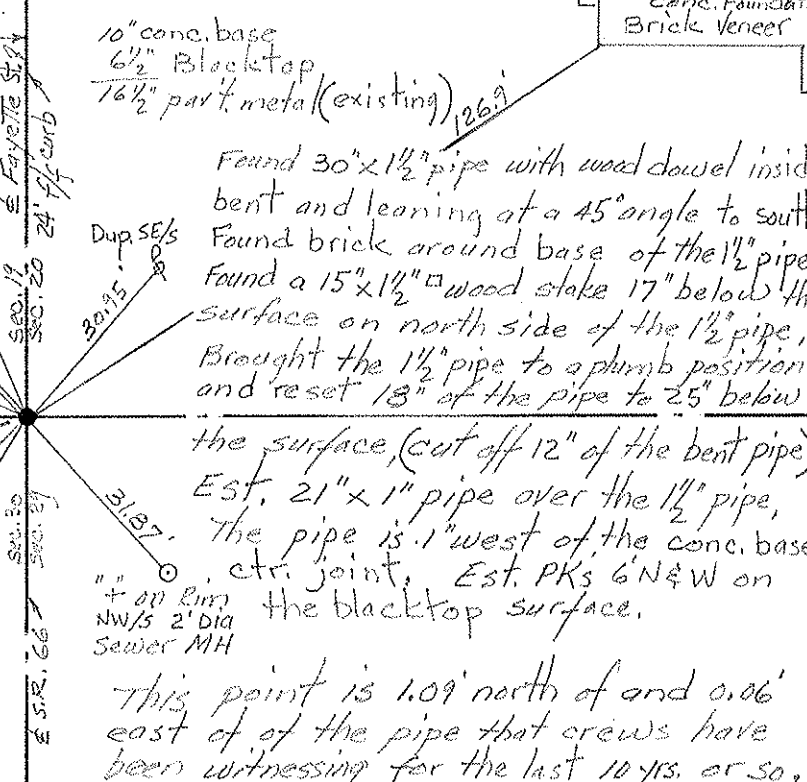 Conc. Foundat
Brick Veneer
10" conc. base
6½" Blacktop
16½" pav't. metal (existing)
126.9'
℄ Fayette St.
24' f/f curb
Sec. 19
Sec. 20
Dup. SE/S
30.95'
Found 30"x1½" pipe with wood dowel insid
bent and leaning at a 45° angle to south
Found brick around base of the 1½" pipe
Found a 15"x1½"□ wood stake 17" below th
surface on north side of the 1½" pipe,
Brought the 1½" pipe to a plumb position
and reset 18" of the pipe to 25" below
the surface, (cut off 12" of the bent pipe)
Est. 21"x1" pipe over the 1½" pipe,
The pipe is .1" west of the conc. base
ctr. joint. Est. PKs 6' N&W on
the blacktop surface.
31.87'
Sec. 30
Sec. 29
"+" on Rim
NW/S 2' Dia
Sewer MH
℄ S.R. 66
This point is 1.09' north of and 0.06'
east of of the pipe that crews have
been witnessing for the last 10 yrs. or so.